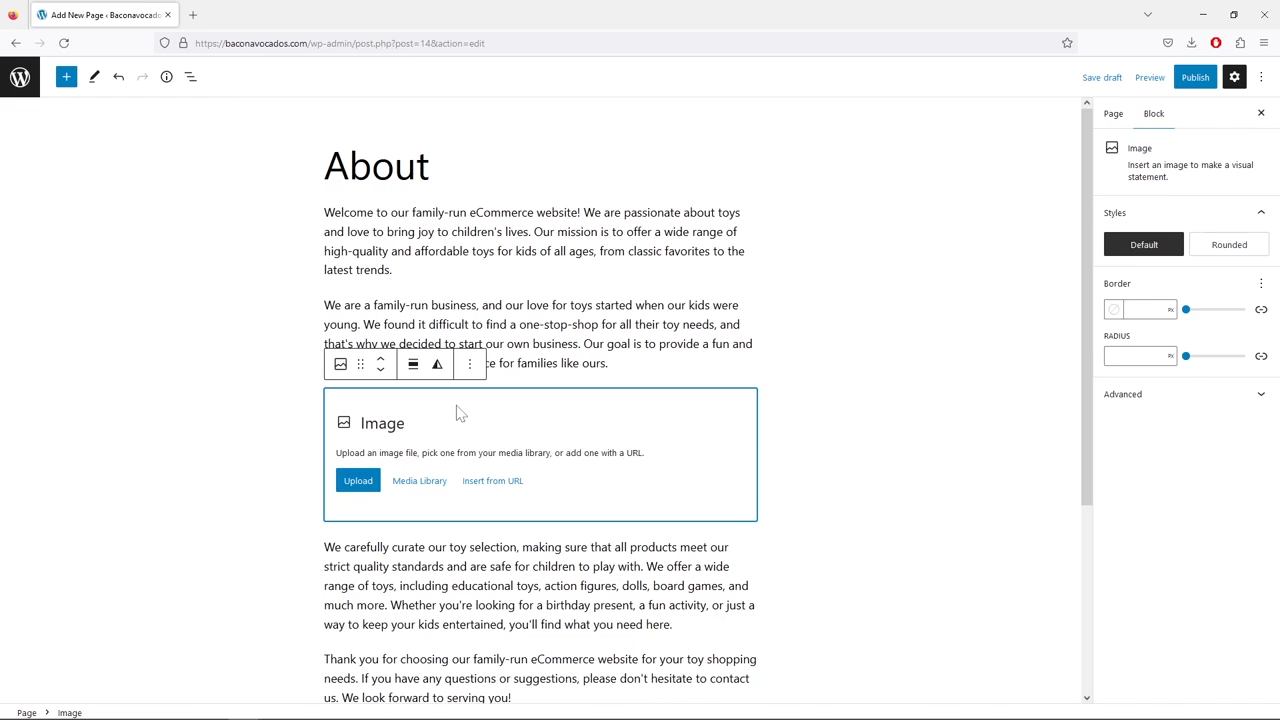 Add New Page ‹ Baconavocado
https://baconavocados.com/wp-admin/post.php?post=14&action=edit
Save draft
Preview
Publish
Page
Block
Image
Insert an image to make a visual
statement.
Styles
Default
Rounded
Border
PX
RADIUS
PX
Advanced
About
Welcome to our family-run eCommerce website! We are passionate about toys
and love to bring joy to children's lives. Our mission is to offer a wide range of
high-quality and affordable toys for kids of all ages, from classic favorites to the
latest trends.
We are a family-run business, and our love for toys started when our kids were
young. We found it difficult to find a one-stop-shop for all their toy needs, and
that's why we decided to start our own business. Our goal is to provide a fun and
ce for families like ours.
Image
Upload an image file, pick one from your media library, or add one with a URL.
Upload
Media Library
Insert from URL
We carefully curate our toy selection, making sure that all products meet our
strict quality standards and are safe for children to play with. We offer a wide
range of toys, including educational toys, action figures, dolls, board games, and
much more. Whether you're looking for a birthday present, a fun activity, or just a
way to keep your kids entertained, you'll find what you need here.
Thank you for choosing our family-run eCommerce website for your toy shopping
needs. If you have any questions or suggestions, please don't hesitate to contact
us. We look forward to serving you!
Page
Image